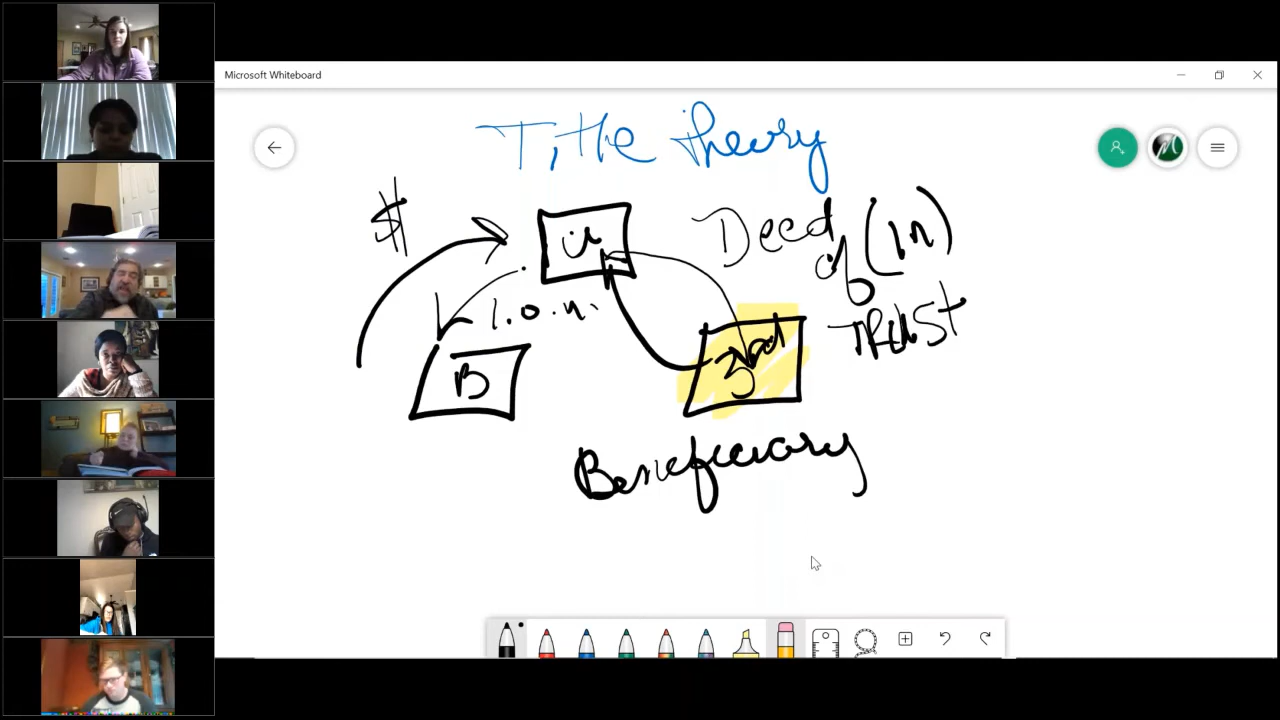 Microsoft Whiteboard
Title Theory
$
Deed
of (in)
TRUST
I.O.U.
B
3rd
Beneficiary